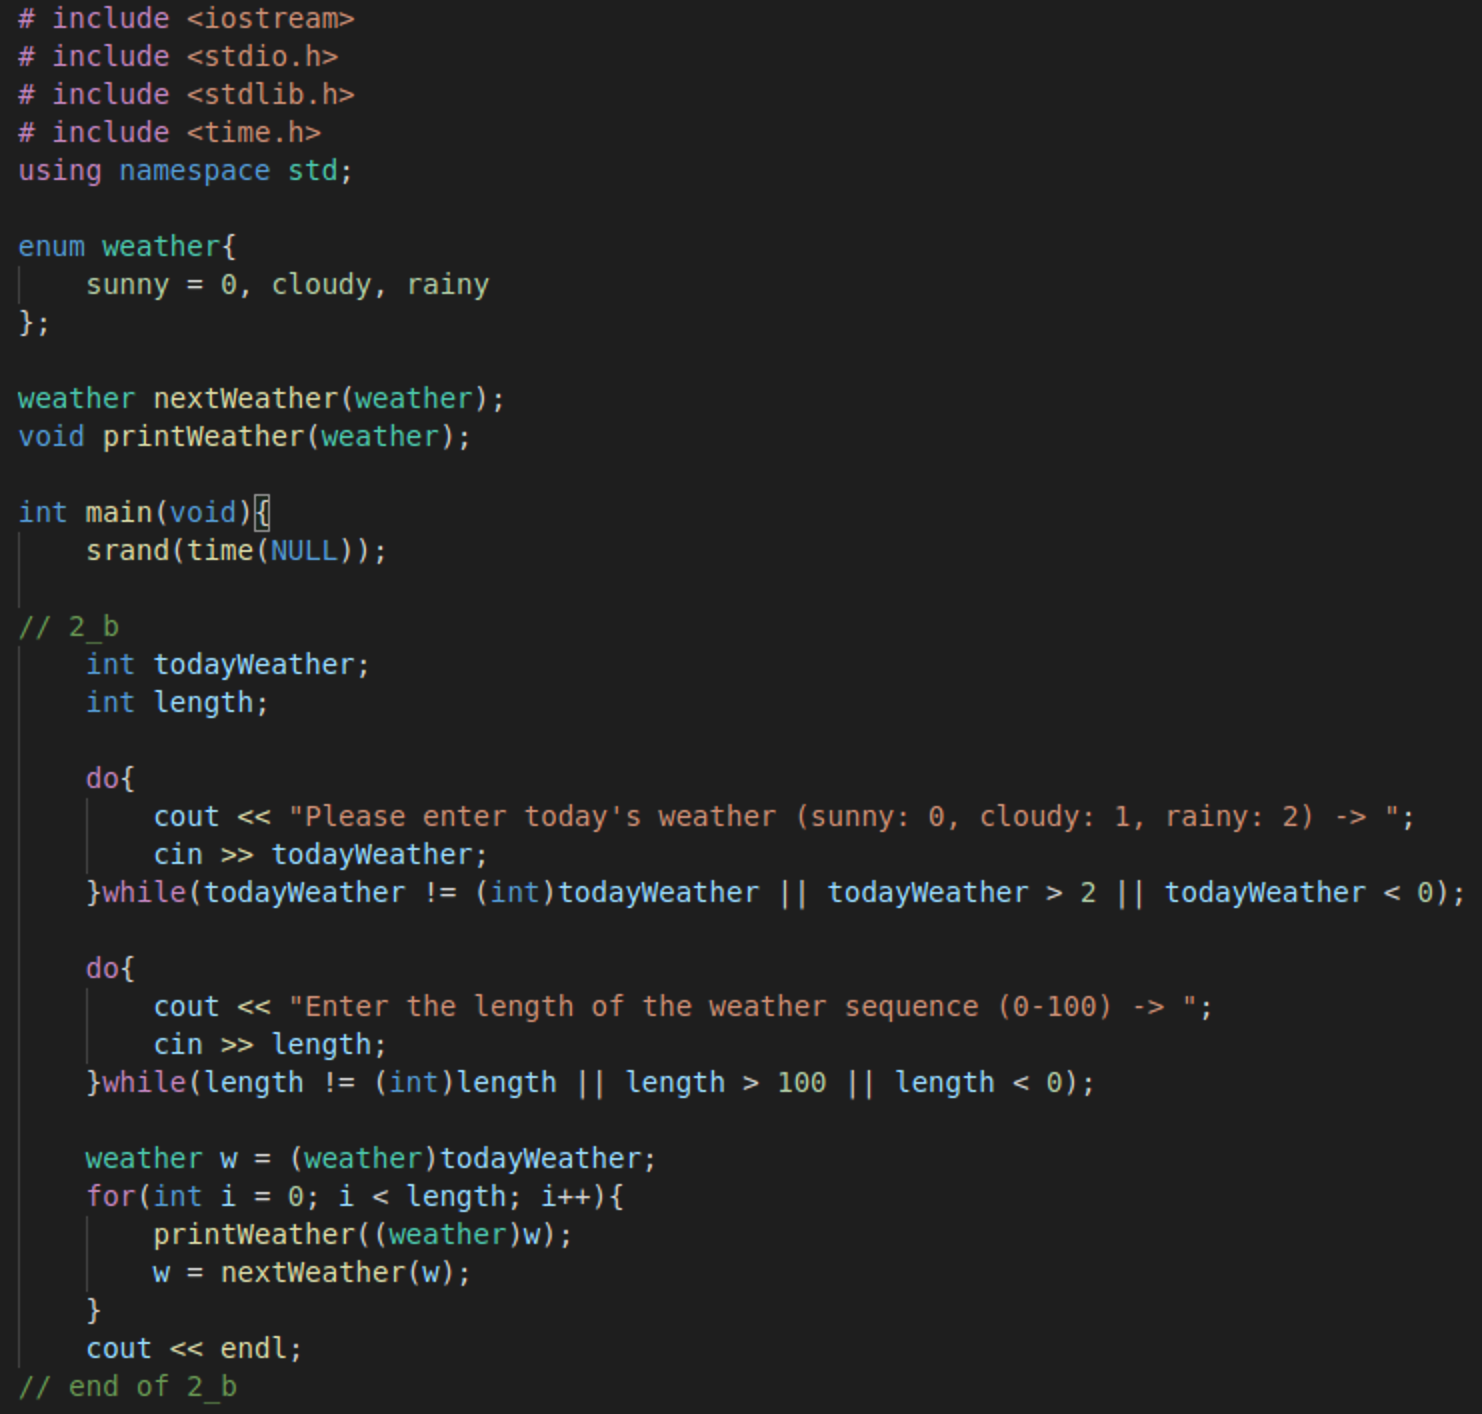 # include <iostream>
# include <stdio.h>
# include <stdlib.h>
# include <time.h>
using namespace std;
enum weather{
    sunny = 0, cloudy, rainy
};
weather nextWeather(weather);
void printWeather(weather);
int main(void){
    srand(time(NULL));
// 2_b
    int todayWeather;
    int length;
    do{
        cout << "Please enter today's weather (sunny: 0, cloudy: 1, rainy: 2) -> ";
        cin >> todayWeather;
    }while(todayWeather != (int)todayWeather || todayWeather > 2 || todayWeather < 0);
    do{
        cout << "Enter the length of the weather sequence (0-100) -> ";
        cin >> length;
    }while(length != (int)length || length > 100 || length < 0);
    weather w = (weather)todayWeather;
    for(int i = 0; i < length; i++){
        printWeather((weather)w);
        w = nextWeather(w);
    }
    cout << endl;
// end of 2_b